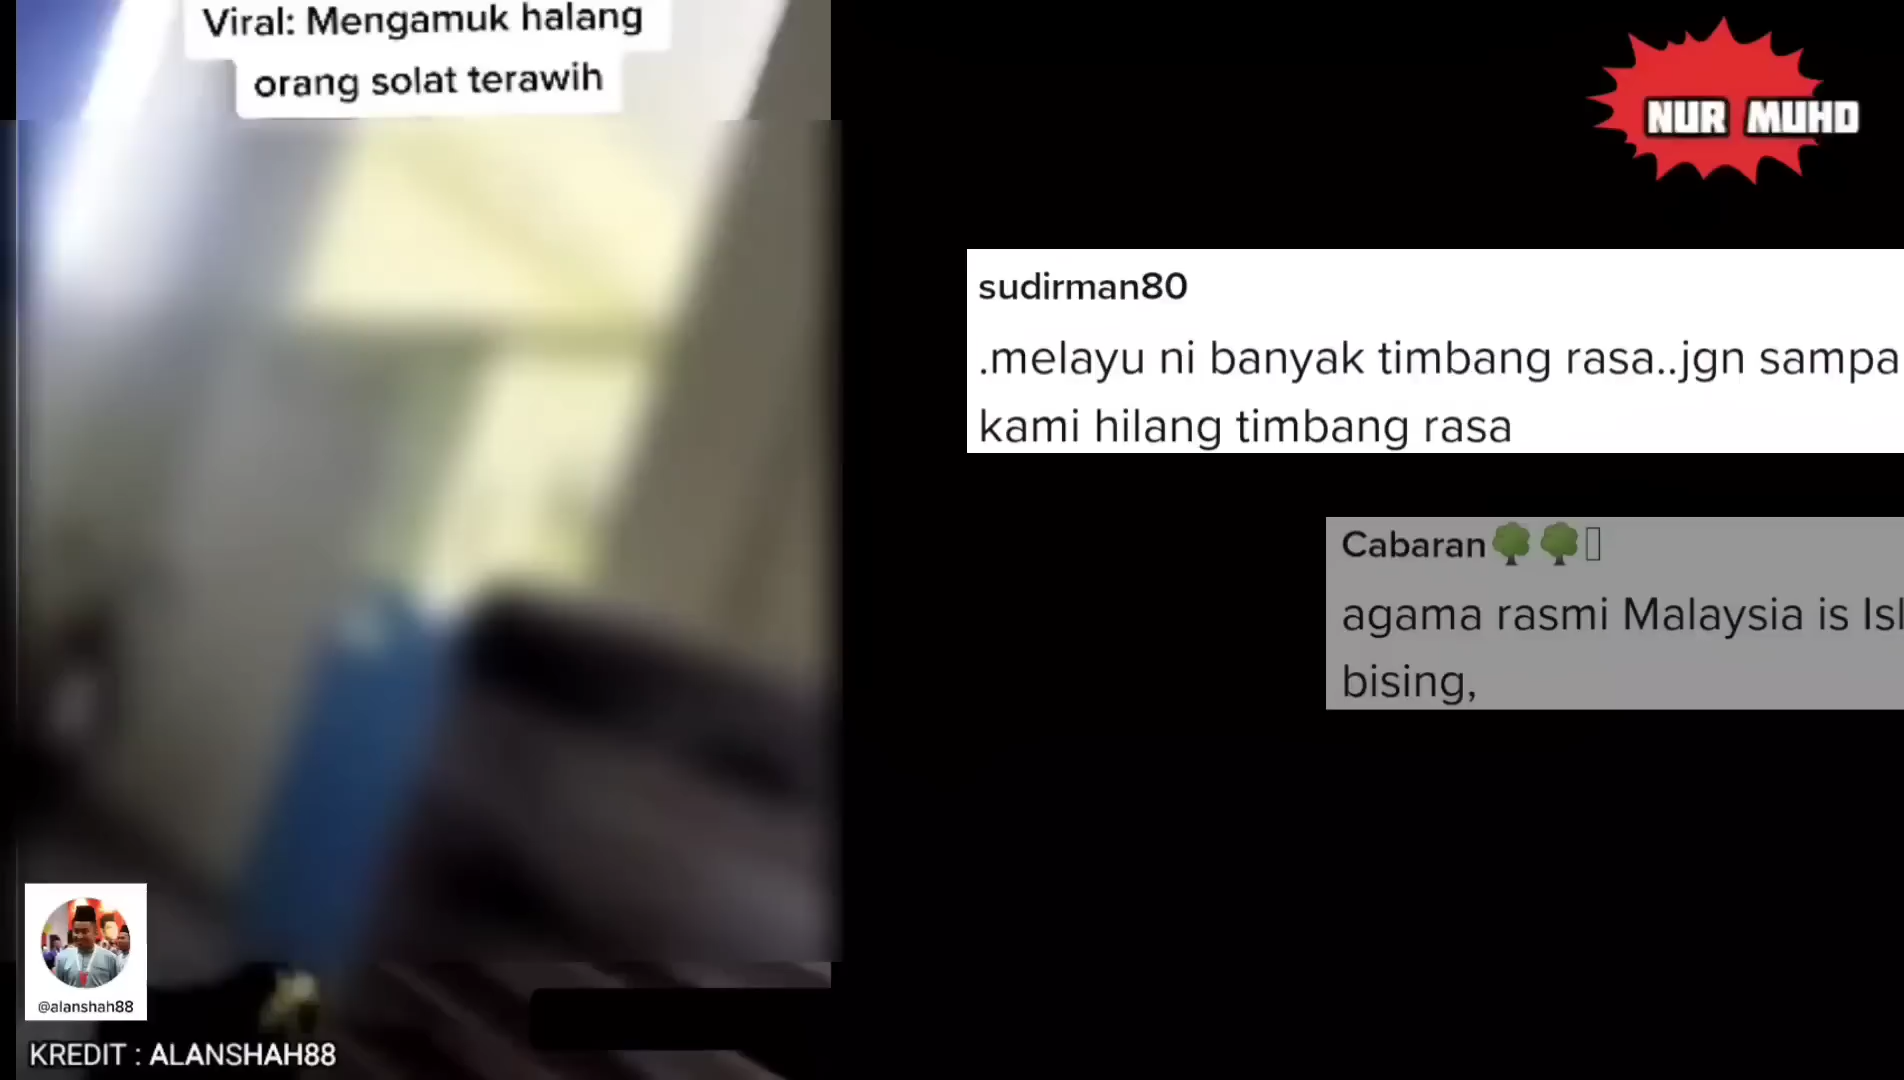 Viral: Mengamuk halang
orang solat terawih
NUR MUHD
sudirman80
.melayu ni banyak timbang rasa..jgn sampa
kami hilang timbang rasa
Cabaran🌳🌳
agama rasmi Malaysia is Isl
bising,
@alanshah88
KREDIT : ALANSHAH88